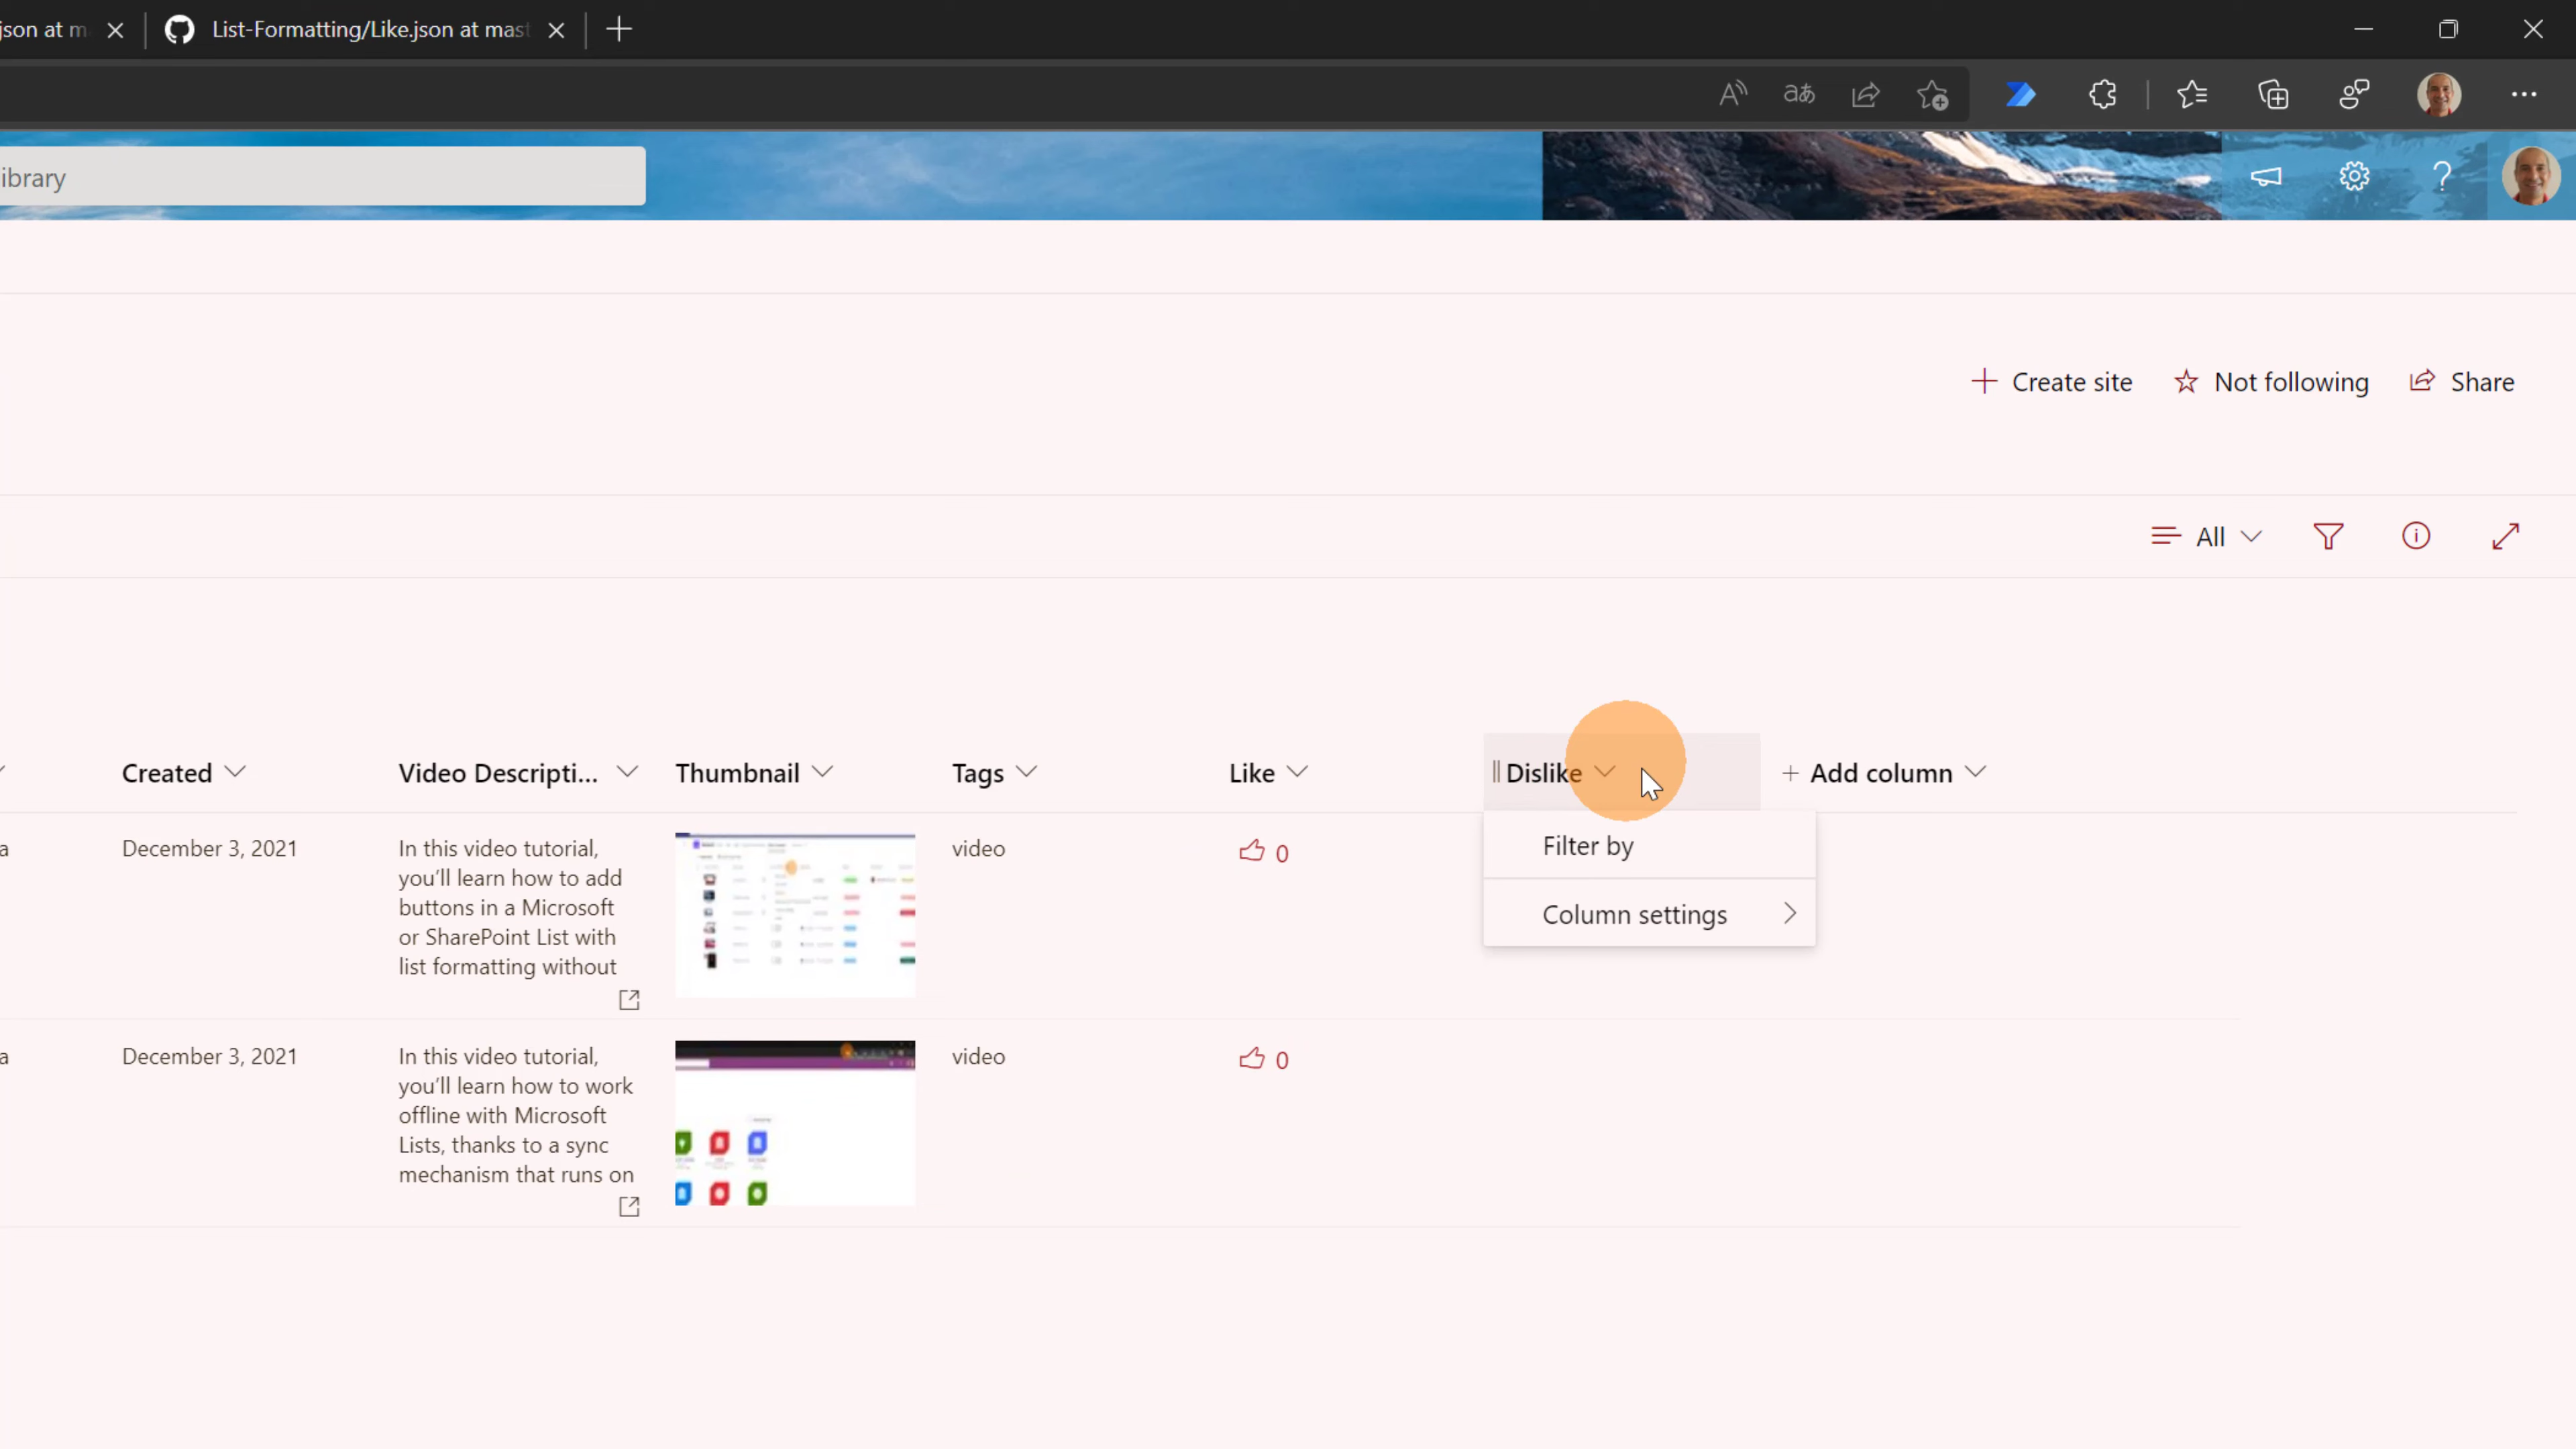 json at m
List-Formatting/Like.json at mast
ibrary
Create site
Not following
Share
All
Created
Video Descripti...
Thumbnail
Tags
Like
Dislike
+ Add column
Filter by
Column settings
a
December 3, 2021
In this video tutorial,
you'll learn how to add
buttons in a Microsoft
or SharePoint List with
list formatting without
video
0
a
December 3, 2021
In this video tutorial,
you'll learn how to work
offline with Microsoft
Lists, thanks to a sync
mechanism that runs on
video
0